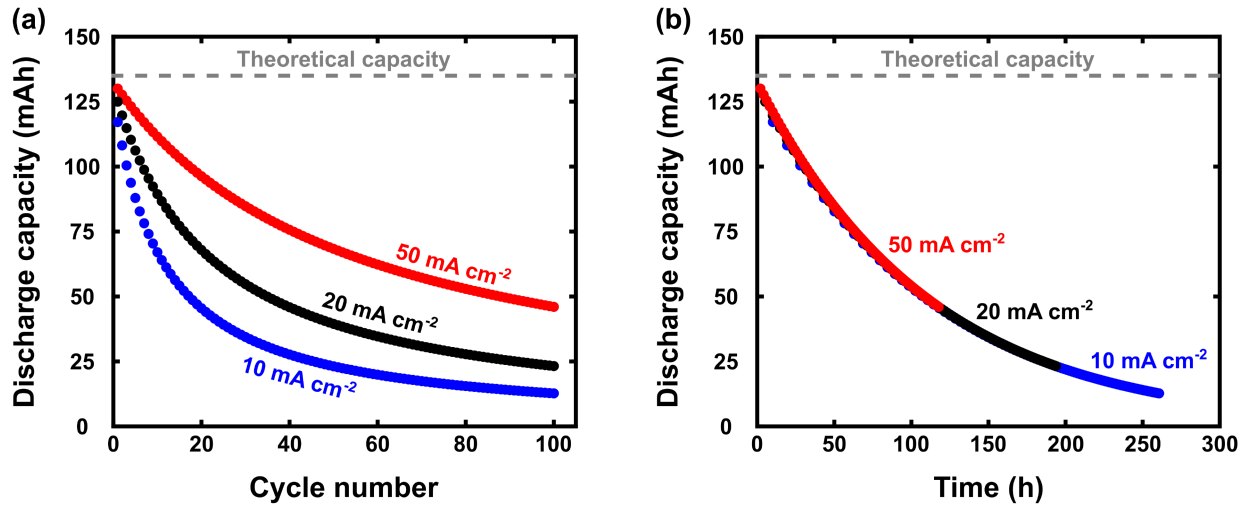 (a)
150
125
100
75
50
25
0
Discharge capacity (mAh)
Theoretical capacity
50 mA cm⁻²
20 mA cm⁻²
10 mA cm⁻²
0 20 40 60 80 100
Cycle number
(b)
150
125
100
75
50
25
0
Discharge capacity (mAh)
Theoretical capacity
50 mA cm⁻²
20 mA cm⁻²
10 mA cm⁻²
0 50 100 150 200 250 300
Time (h)